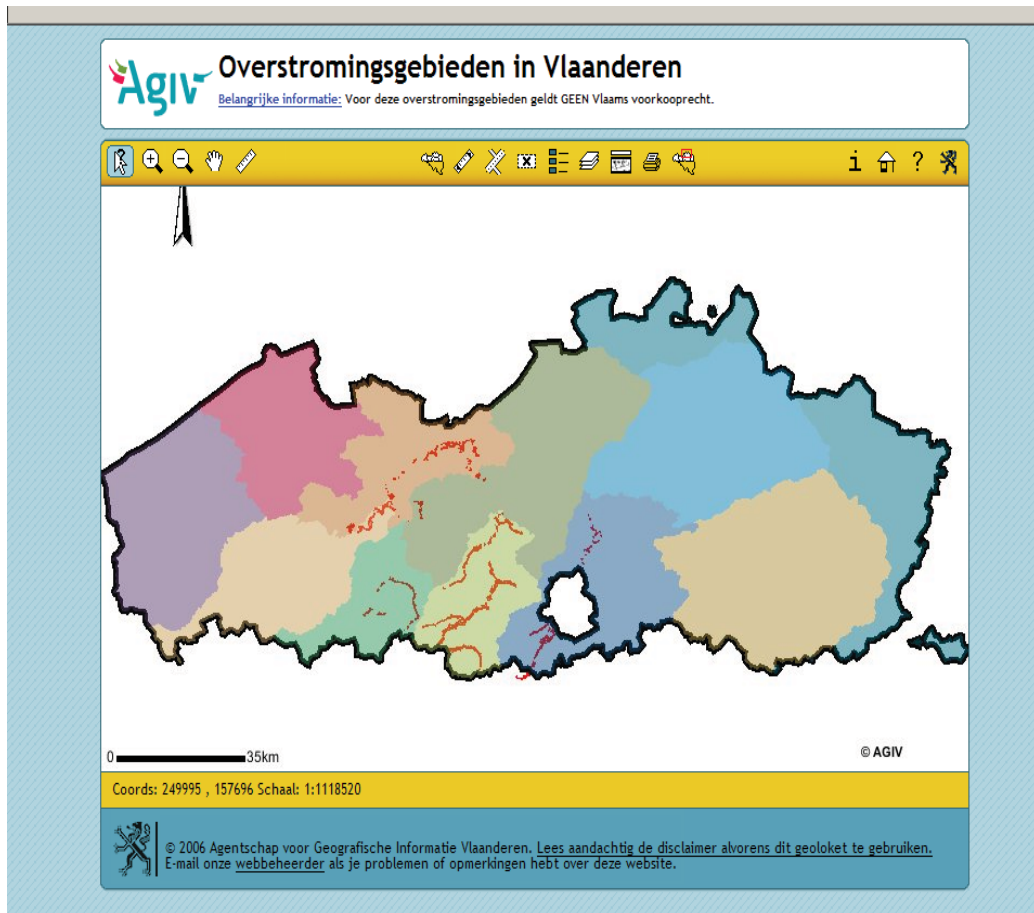 Agiv
Overstromingsgebieden in Vlaanderen
Belangrijke informatie: Voor deze overstromingsgebieden geldt GEEN Vlaams voorkooprecht.
i ?
0 35km
© AGIV
Coords: 249995 , 157696 Schaal: 1:1118520
© 2006 Agentschap voor Geografische Informatie Vlaanderen. Lees aandachtig de disclaimer alvorens dit geoloket te gebruiken.
E-mail onze webbeheerder als je problemen of opmerkingen hebt over deze website.